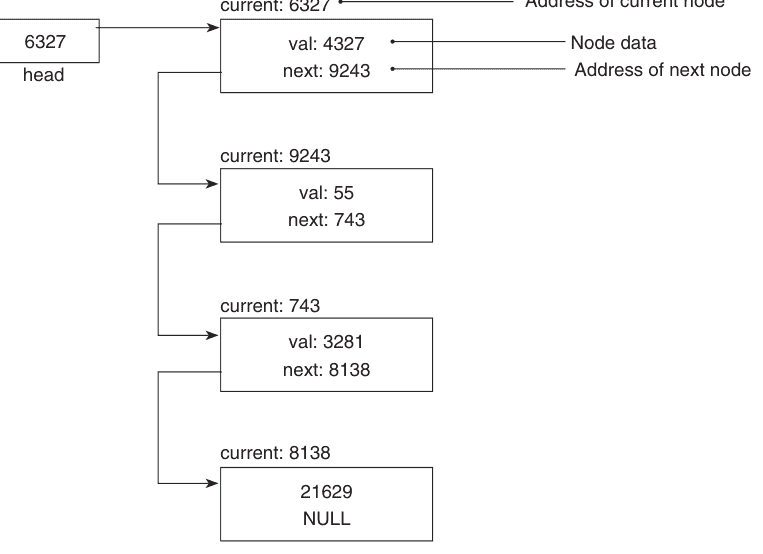 current: 6327
Address of current node
6327
head
val: 4327
Node data
next: 9243
Address of next node
current: 9243
val: 55
next: 743
current: 743
val: 3281
next: 8138
current: 8138
21629
NULL